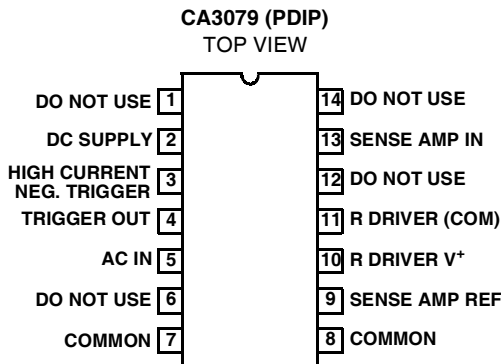 CA3079 (PDIP)
TOP VIEW
DO NOT USE 1
14 DO NOT USE
DC SUPPLY 2
13 SENSE AMP IN
HIGH CURRENT
NEG. TRIGGER 3
12 DO NOT USE
TRIGGER OUT 4
11 R DRIVER (COM)
AC IN 5
10 R DRIVER V+
DO NOT USE 6
9 SENSE AMP REF
COMMON 7
8 COMMON